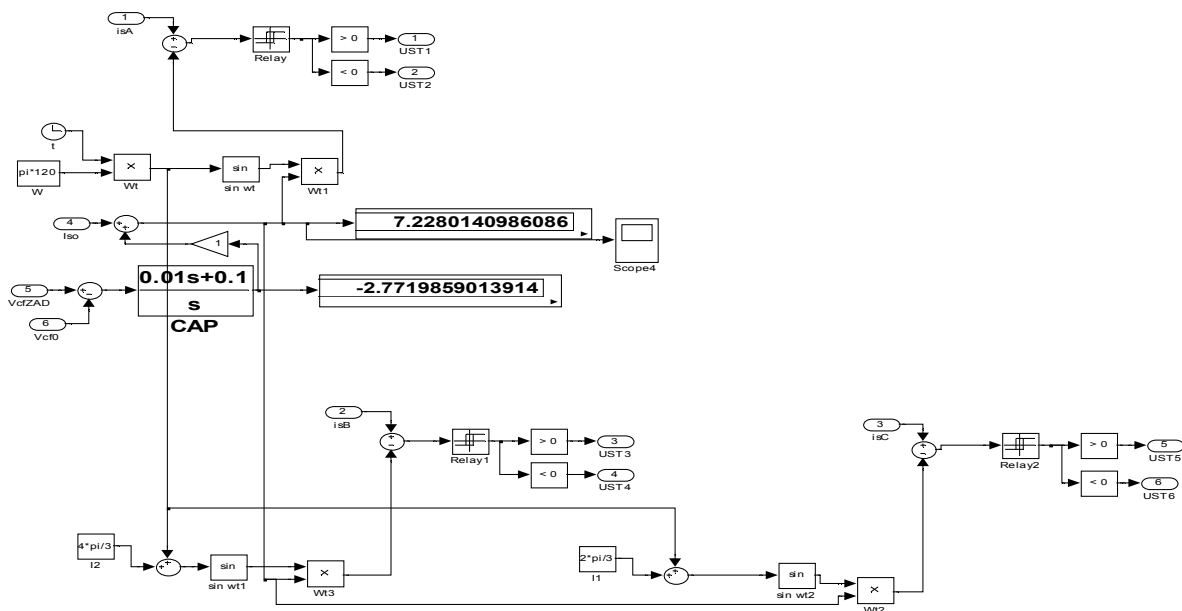 1
isA
+
-
Relay
> 0
1
UST1
< 0
2
UST2
t
pi*120
W
×
Wt
sin
sin wt
×
Wt1
4
Iso
+
+
1
7.2280140986086
Scope4
5
VcfZAD
+
-
6
Vcf0
0.01s+0.1
s
CAP
-2.7719859013914
2
isB
+
-
Relay1
> 0
3
UST3
< 0
4
UST4
3
isC
+
-
Relay2
> 0
5
UST5
< 0
6
UST6
4*pi/3
I2
+
+
sin
sin wt1
×
Wt3
2*pi/3
I1
+
+
sin
sin wt2
×
Wt2